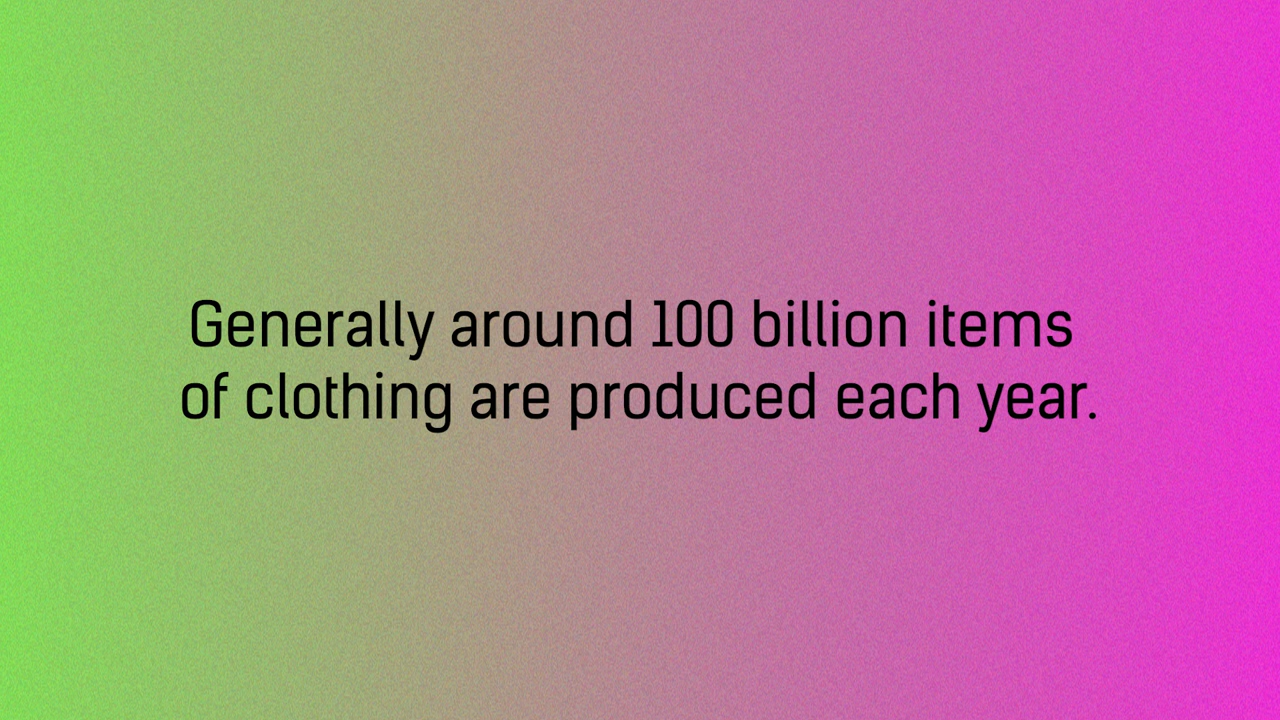 Generally around 100 billion items
of clothing are produced each year.